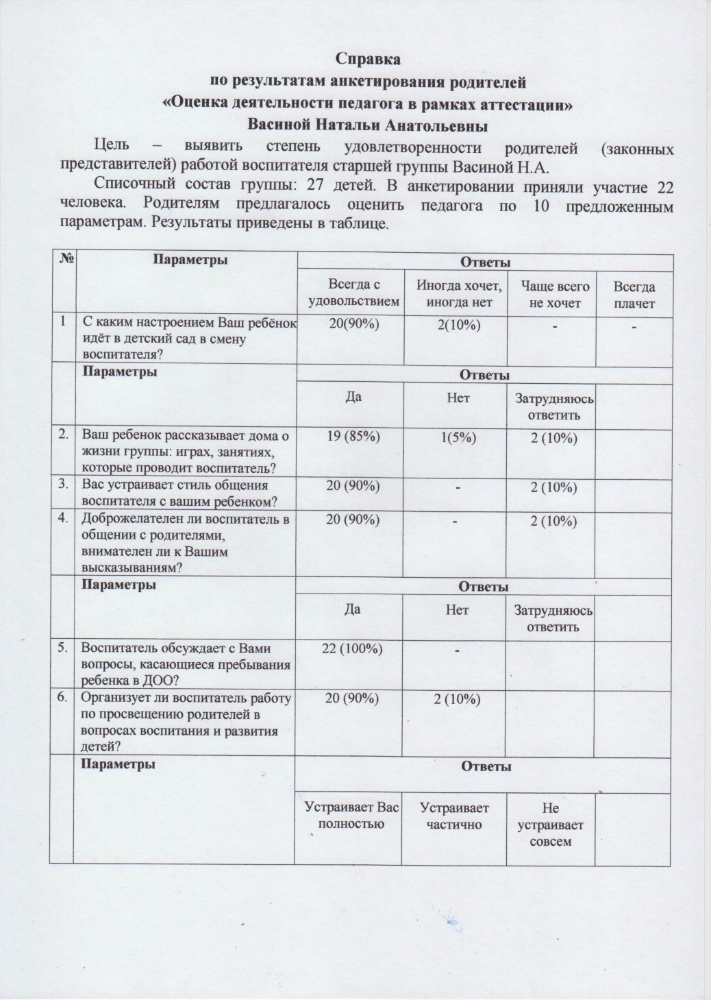 Справка
по результатам анкетирования родителей
«Оценка деятельности педагога в рамках аттестации»
Васиной Натальи Анатольевны
Цель – выявить степень удовлетворенности родителей (законных
представителей) работой воспитателя старшей группы Васиной Н.А.
Списочный состав группы: 27 детей. В анкетировании приняли участие 22
человека. Родителям предлагалось оценить педагога по 10 предложенным
параметрам. Результаты приведены в таблице.
№ Параметры Ответы
Всегда с Иногда хочет, Чаще всего Всегда
удовольствием иногда нет не хочет плачет
1 С каким настроением Ваш ребёнок 20(90%) 2(10%) - -
идёт в детский сад в смену
воспитателя?
Параметры Ответы
Да Нет Затрудняюсь
ответить
2. Ваш ребенок рассказывает дома о 19 (85%) 1(5%) 2 (10%)
жизни группы: играх, занятиях,
которые проводит воспитатель?
3. Вас устраивает стиль общения 20 (90%) - 2 (10%)
воспитателя с вашим ребенком?
4. Доброжелателен ли воспитатель в 20 (90%) - 2 (10%)
общении с родителями,
внимателен ли к Вашим
высказываниям?
Параметры Ответы
Да Нет Затрудняюсь
ответить
5. Воспитатель обсуждает с Вами 22 (100%) -
вопросы, касающиеся пребывания
ребенка в ДОО?
6. Организует ли воспитатель работу 20 (90%) 2 (10%)
по просвещению родителей в
вопросах воспитания и развития
детей?
Параметры Ответы
Устраивает Вас Устраивает Не
полностью частично устраивает
совсем